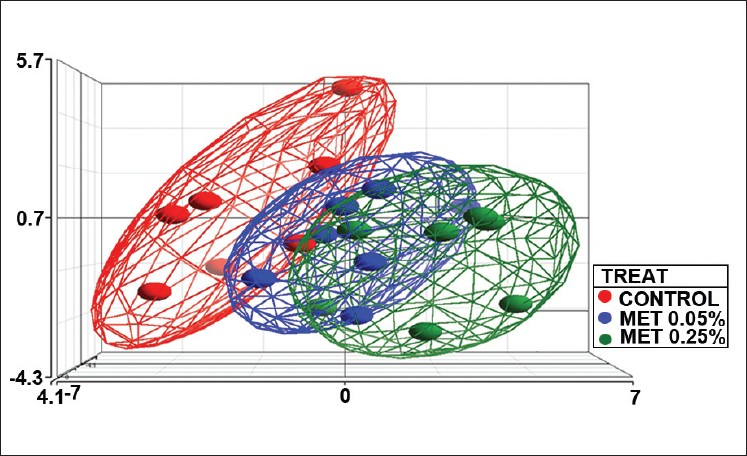 5.7
0.7
-4.3
4.1 -7 0 7
TREAT
CONTROL
MET 0.05%
MET 0.25%